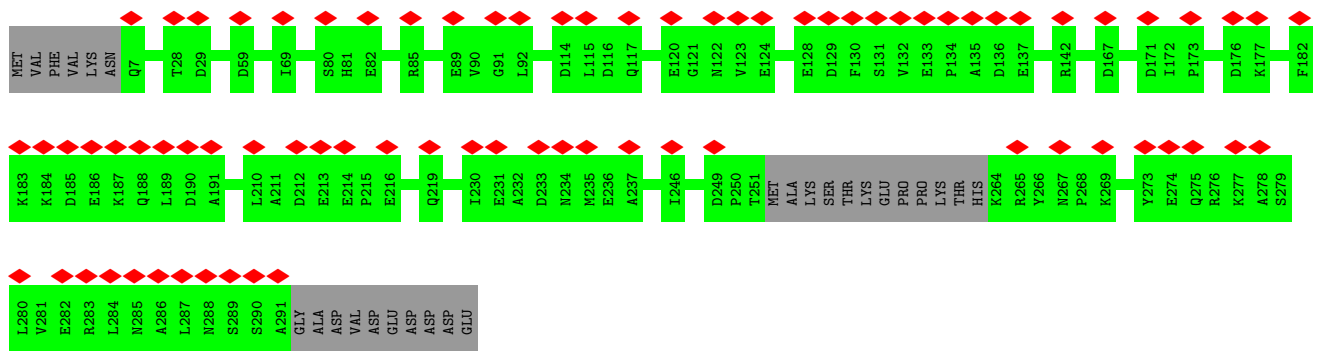 MET VAL PHE VAL LYS ASN Q7 T28 D29 D59 I69 S80 H81 E82 R85 E89 V90 G91 L92 D114 L115 D116 Q117 E120 G121 N122 V123 E124 E128 D129 F130 S131 V132 E133 P134 A135 D136 E137 R142 D167 D171 I172 P173 D176 K177 F182
K183 K184 D185 E186 K187 Q188 L189 D190 A191 L210 A211 D212 E213 E214 P215 E216 Q219 I230 E231 A232 D233 N234 M235 E236 A237 I246 D249 P250 T251 MET ALA LYS SER THR LYS GLU PRO PRO LYS THR HIS K264 R265 Y266 N267 P268 K269 Y273 E274 Q275 R276 K277 A278 S279
L280 V281 E282 R283 L284 N285 A286 L287 N288 S289 S290 A291 GLY ALA ASP VAL ASP GLU ASP ASP ASP GLU